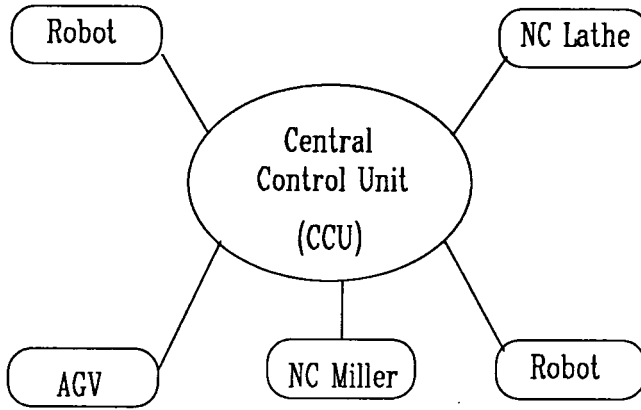 Robot
NC Lathe
Central
Control Unit
(CCU)
AGV
NC Miller
Robot